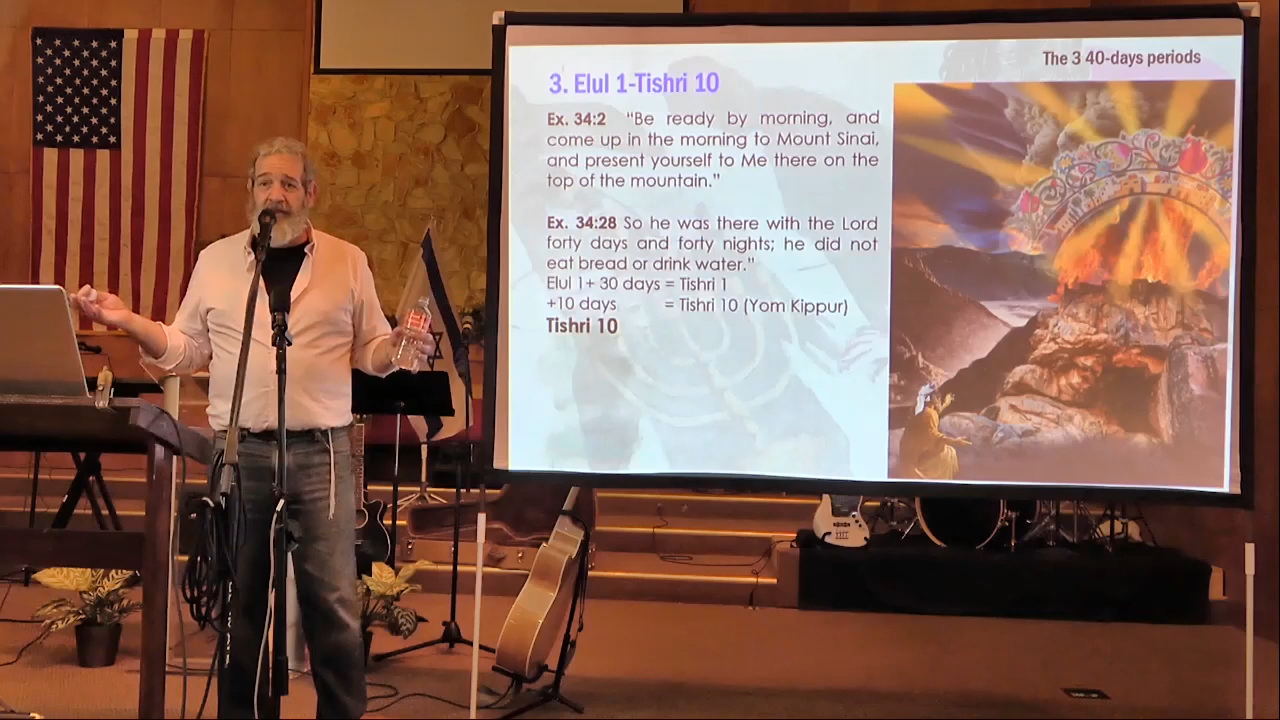 The 3 40-days periods
3. Elul 1-Tishri 10
Ex. 34:2 "Be ready by morning, and
come up in the morning to Mount Sinai,
and present yourself to Me there on the
top of the mountain."
Ex. 34:28 So he was there with the Lord
forty days and forty nights; he did not
eat bread or drink water."
Elul 1+ 30 days = Tishri 1
+10 days = Tishri 10 (Yom Kippur)
Tishri 10